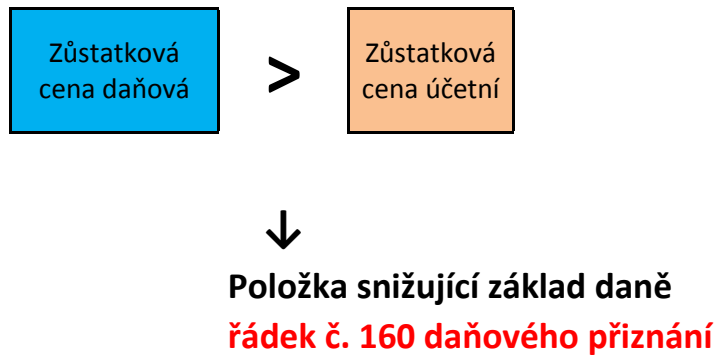 Zůstatková
cena daňová
>
Zůstatková
cena účetní
↓
Položka snižující základ daně
řádek č. 160 daňového přiznání